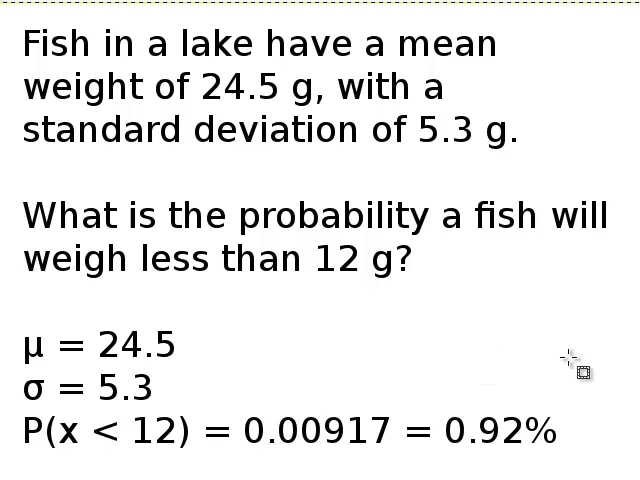 Fish in a lake have a mean
weight of 24.5 g, with a
standard deviation of 5.3 g.
What is the probability a fish will
weigh less than 12 g?
μ = 24.5
σ = 5.3
P(x < 12) = 0.00917 = 0.92%